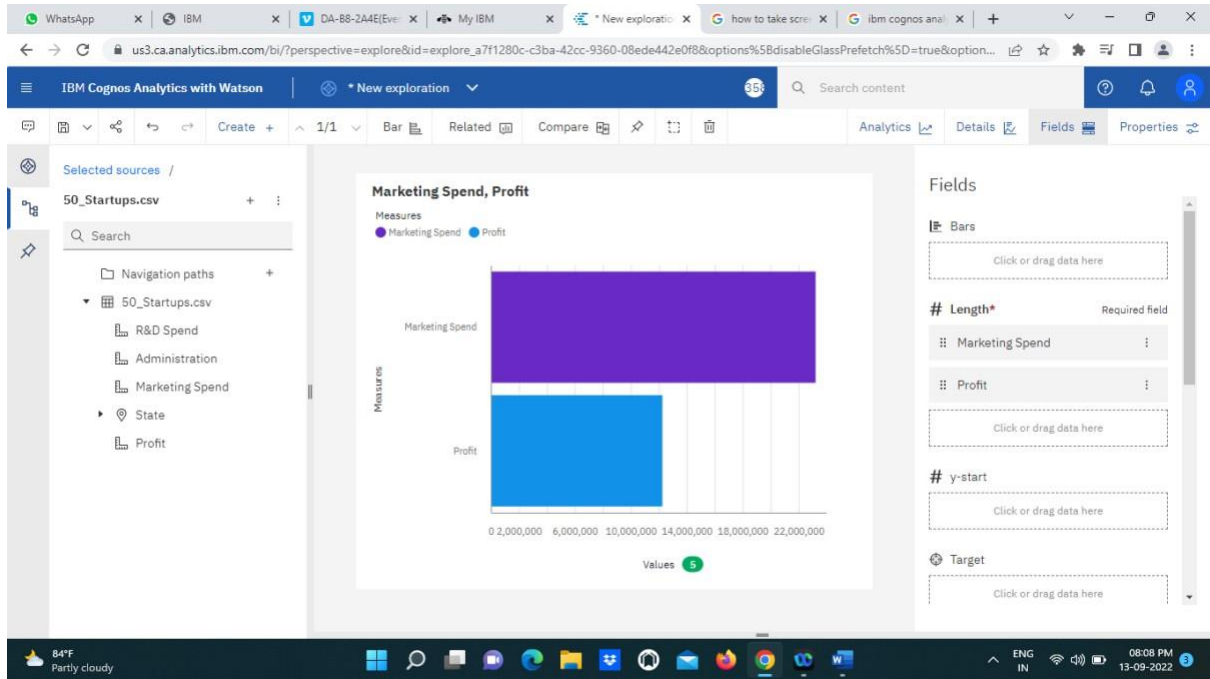 WhatsApp
IBM
DA-B8-2A4E(Even
My IBM
* New exploratio
how to take scre
ibm cognos anal
us3.ca.analytics.ibm.com/bi/?perspective=explore&id=explore_a7f1280c-c3ba-42cc-9360-08ede442e0f8&options%5BdisableGlassPrefetch%5D=true&option...
IBM Cognos Analytics with Watson
* New exploration
Search content
Create +
1/1
Bar
Related
Compare
Analytics
Details
Fields
Properties
Selected sources /
50_Startups.csv
Search
Navigation paths
50_Startups.csv
R&D Spend
Administration
Marketing Spend
State
Profit
Marketing Spend, Profit
Measures
Marketing Spend Profit
Measures
Marketing Spend
Profit
0 2,000,000 6,000,000 10,000,000 14,000,000 18,000,000 22,000,000
Values 5
Fields
Bars
Click or drag data here
# Length* Required field
Marketing Spend
Profit
Click or drag data here
# y-start
Click or drag data here
Target
Click or drag data here
84°F
Partly cloudy
ENG
IN
08:08 PM
13-09-2022
3